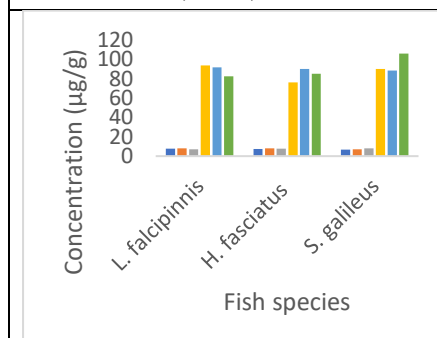 120
100
80
60
40
20
0
Concentration (µg/g)
L. falcipinnis
H. fasciatus
S. galileus
Fish species